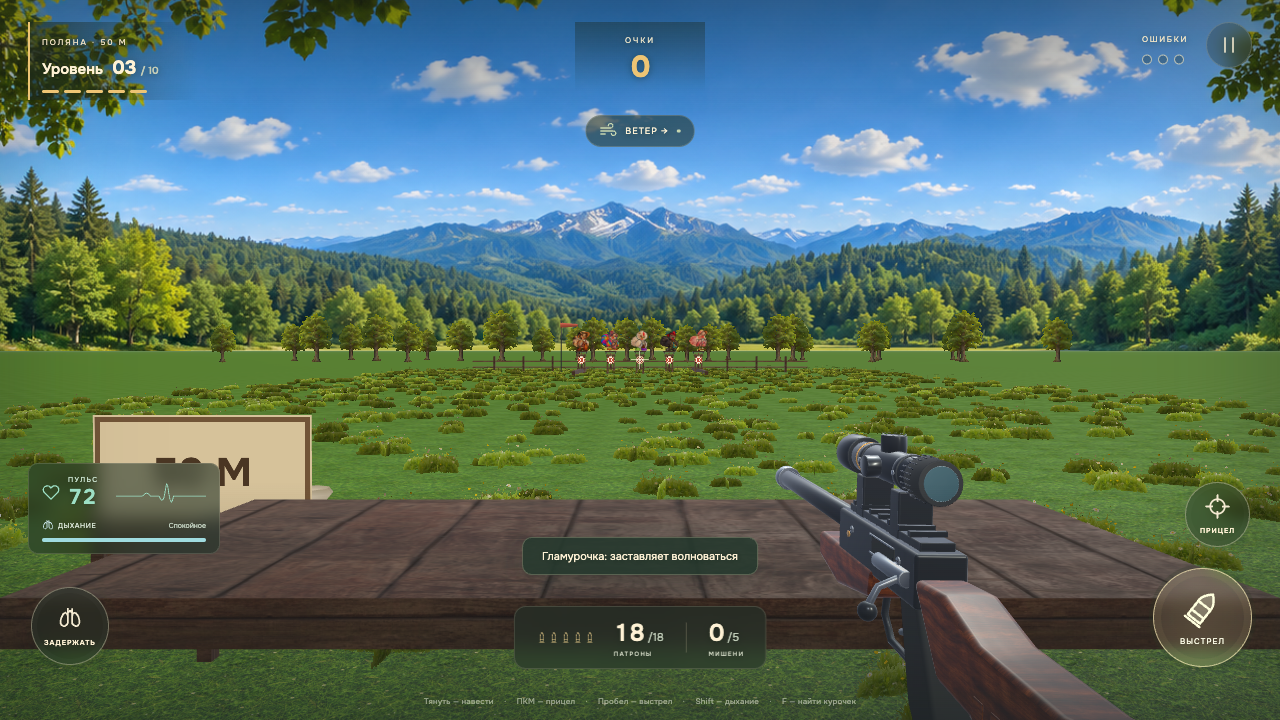 ПОЛЯНА · 50 М
Уровень 03 / 10
ОЧКИ
0
ОШИБКИ
ВЕТЕР →
М
ПУЛЬС
72
ДЫХАНИЕ
Спокойное
Гламурочка: заставляет волноваться
ПРИЦЕЛ
ЗАДЕРЖАТЬ
18 /18
ПАТРОНЫ
0 /5
МИШЕНИ
ВЫСТРЕЛ
Тянуть — навести · ПКМ — прицел · Пробел — выстрел · Shift — дыхание · F — найти курочек